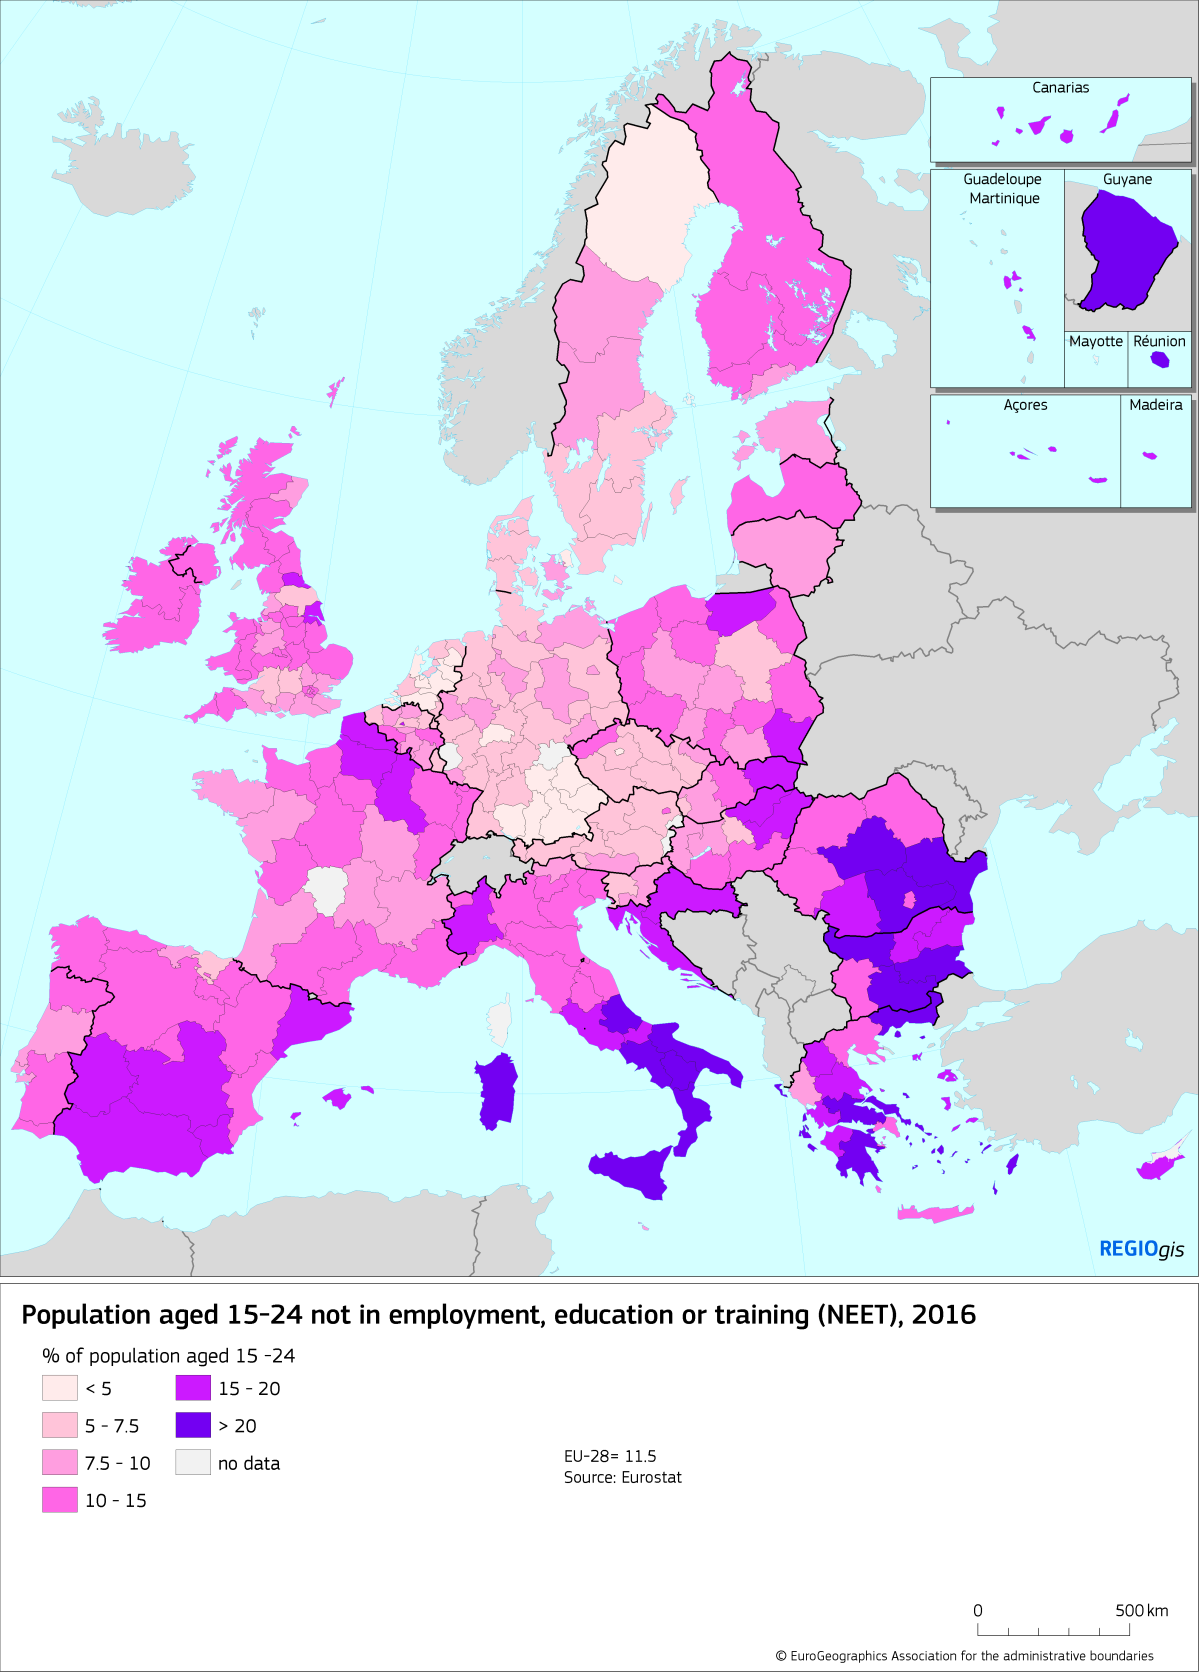 Canarias
Guadeloupe
Martinique
Guyane
Mayotte
Réunion
Açores
Madeira
REGIOgis
Population aged 15-24 not in employment, education or training (NEET), 2016
% of population aged 15 -24
< 5
5 - 7.5
7.5 - 10
10 - 15
15 - 20
> 20
no data
EU-28= 11.5
Source: Eurostat
0 500 km
© EuroGeographics Association for the administrative boundaries